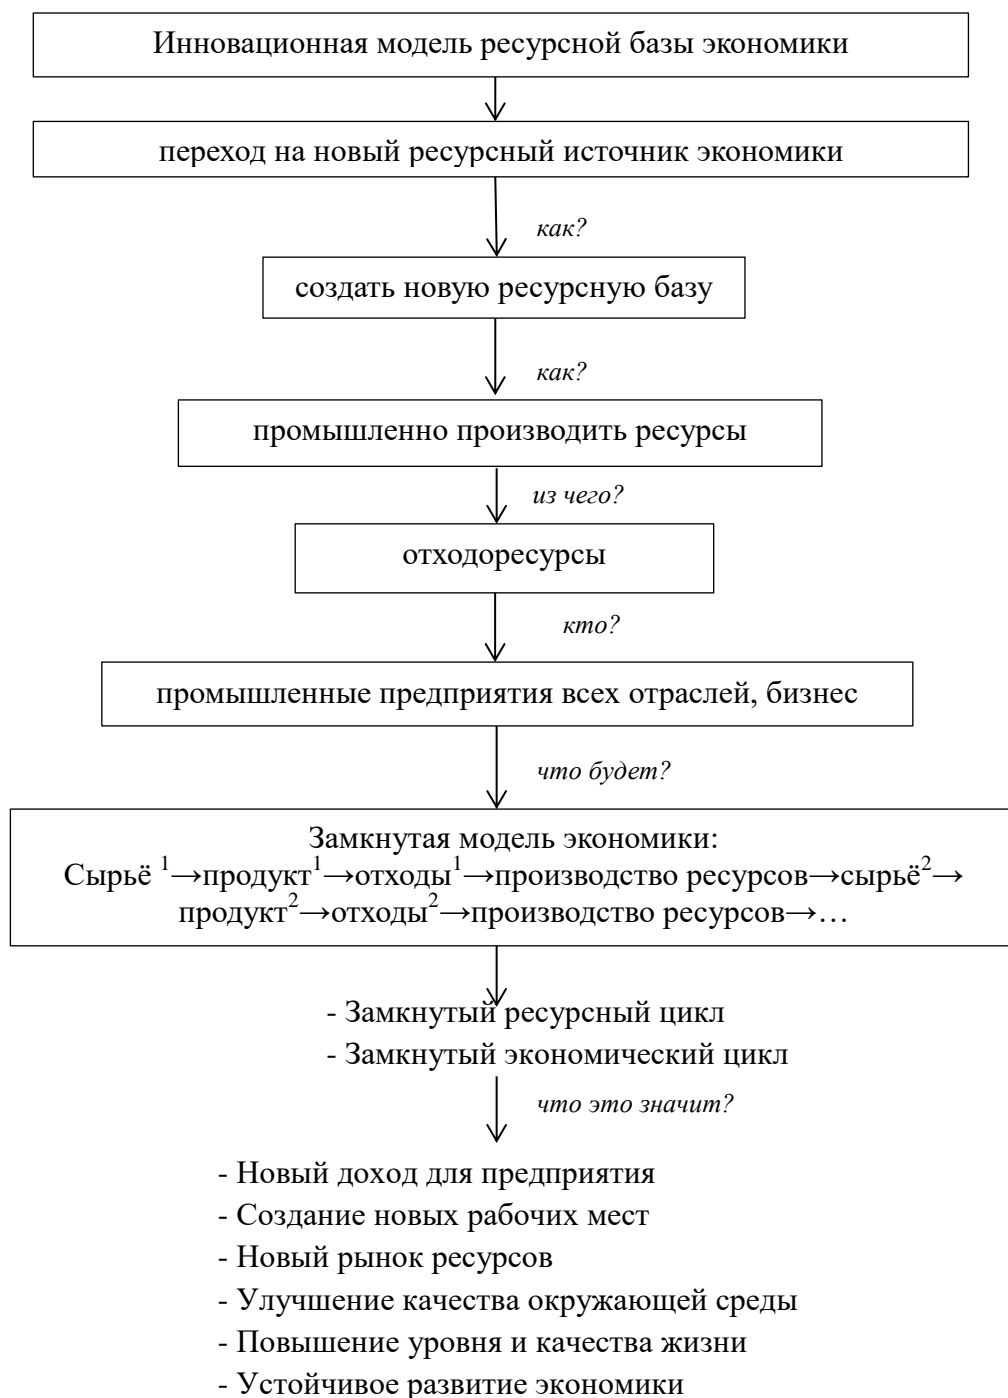 Инновационная модель ресурсной базы экономики
переход на новый ресурсный источник экономики
как?
создать новую ресурсную базу
как?
промышленно производить ресурсы
из чего?
отходоресурсы
кто?
промышленные предприятия всех отраслей, бизнес
что будет?
Замкнутая модель экономики:
Сырьё ¹→продукт¹→отходы¹→производство ресурсов→сырьё²→
продукт²→отходы²→производство ресурсов→…
- Замкнутый ресурсный цикл
- Замкнутый экономический цикл
что это значит?
- Новый доход для предприятия
- Создание новых рабочих мест
- Новый рынок ресурсов
- Улучшение качества окружающей среды
- Повышение уровня и качества жизни
- Устойчивое развитие экономики